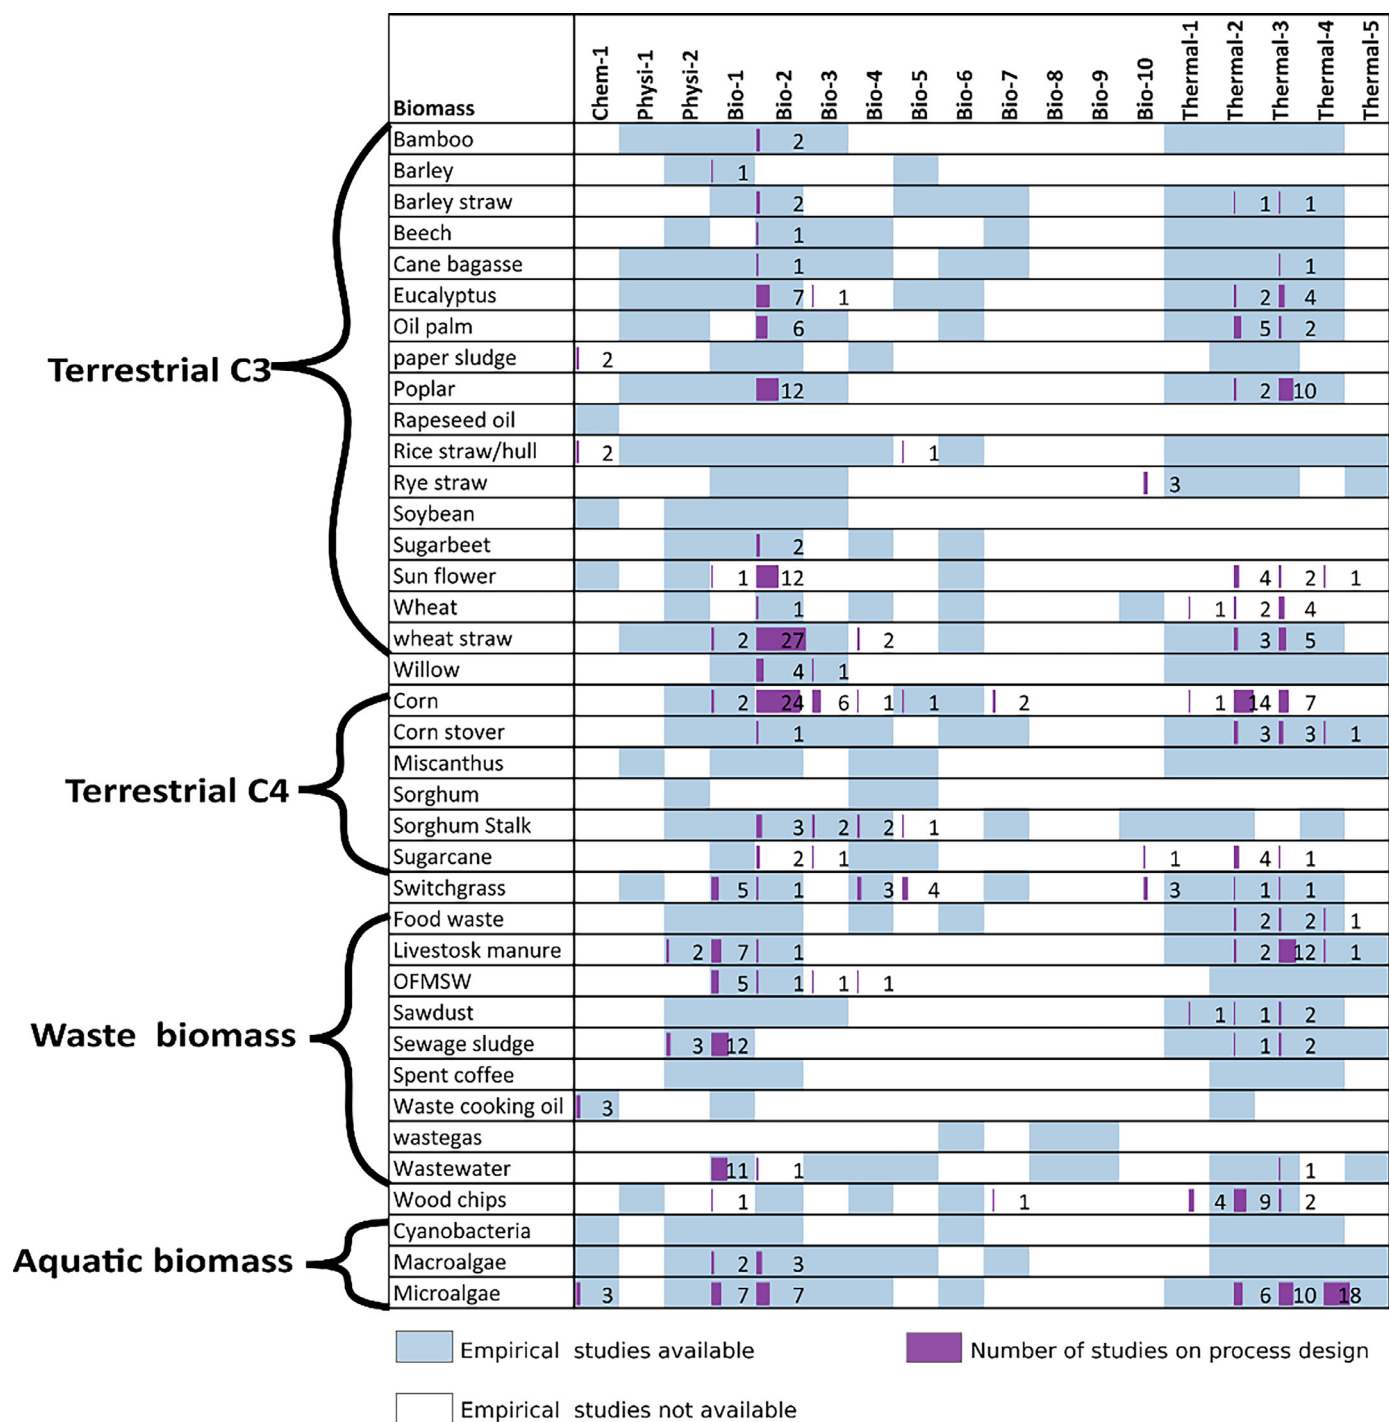 Biomass Chem-1 Physi-1 Physi-2 Bio-1 Bio-2 Bio-3 Bio-4 Bio-5 Bio-6 Bio-7 Bio-8 Bio-9 Bio-10 Thermal-1 Thermal-2 Thermal-3 Thermal-4 Thermal-5
Bamboo 2
Barley 1
Barley straw 2 1 1
Beech 1
Cane bagasse 1 1
Eucalyptus 7 1 2 4
Oil palm 6 5 2
Terrestrial C3
paper sludge 2
Poplar 12 2 10
Rapeseed oil
Rice straw/hull 2 1
Rye straw 3
Soybean
Sugarbeet 2
Sun flower 1 12 4 2 1
Wheat 1 1 2 4
wheat straw 2 27 2 3 5
Willow 4 1
Corn 2 24 6 1 1 2 1 14 7
Corn stover 1 3 3 1
Miscanthus
Terrestrial C4
Sorghum
Sorghum Stalk 3 2 2 1
Sugarcane 2 1 1 4 1
Switchgrass 5 1 3 4 3 1 1
Food waste 2 2 1
Livestosk manure 2 7 1 2 12 1
OFMSW 5 1 1 1
Sawdust 1 1 2
Waste biomass
Sewage sludge 3 12 1 2
Spent coffee
Waste cooking oil 3
wastegas
Wastewater 11 1 1
Wood chips 1 1 4 9 2
Cyanobacteria
Aquatic biomass
Macroalgae 2 3
Microalgae 3 7 7 6 10 18
Empirical studies available
Number of studies on process design
Empirical studies not available